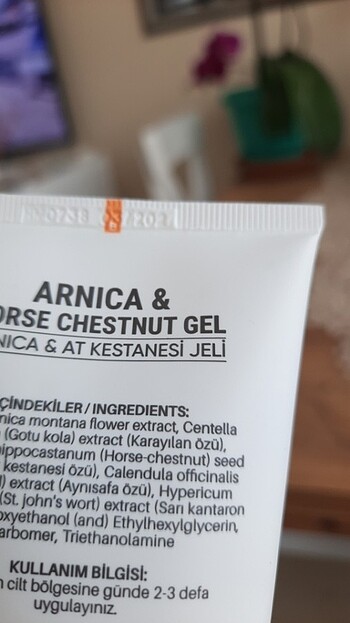 ARNICA &
ORSE CHESTNUT GEL
NICA & AT KESTANESİ JELİ
ÇİNDEKİLER / INGREDIENTS:
nica montana flower extract, Centella
(Gotu kola) extract (Karayılan özü),
ippocastanum (Horse-chestnut) seed
kestanesi özü), Calendula officinalis
) extract (Aynısafa özü), Hypericum
(St. john's wort) extract (Sarı kantaron
oxyethanol (and) Ethylhexylglycerin,
arbomer, Triethanolamine
KULLANIM BİLGİSİ:
n cilt bölgesine günde 2-3 defa
uygulayınız.